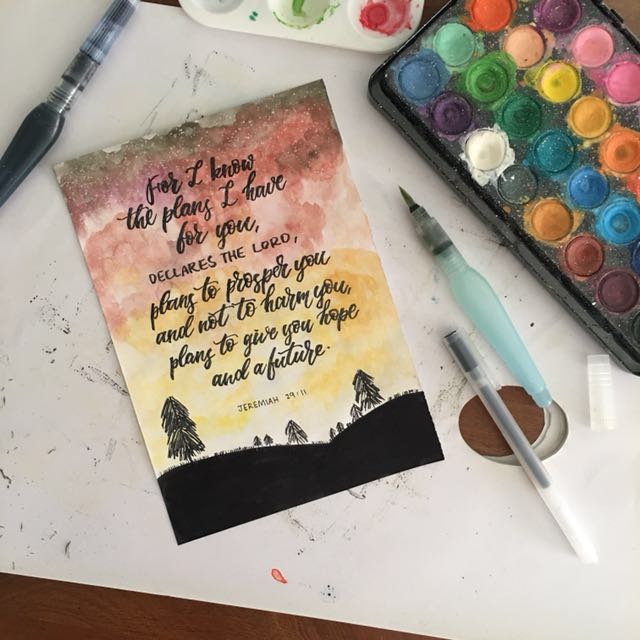 For I know
the plans I have
for you,
DECLARES THE LORD,
plans to prosper you
and not to harm you,
plans to give you hope
and a future.
JEREMIAH 29:11